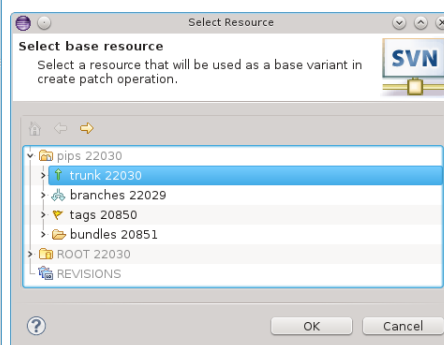 Select Resource
Select base resource
Select a resource that will be used as a base variant in
create patch operation.
SVN
pips 22030
trunk 22030
branches 22029
tags 20850
bundles 20851
ROOT 22030
REVISIONS
?
OK
Cancel